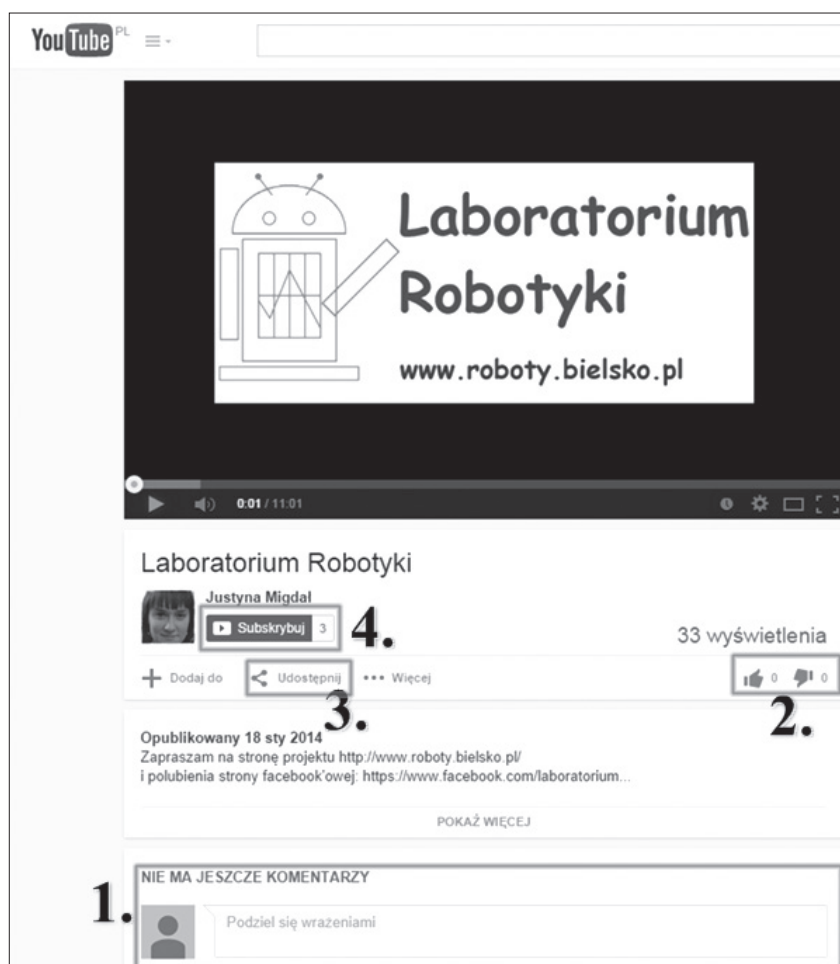 YouTube PL
Laboratorium
Robotyki
www.roboty.bielsko.pl
0:01 / 11:01
Laboratorium Robotyki
Justyna Migdal
Subskrybuj 3
4.
33 wyświetlenia
Dodaj do Udostępnij Więcej 0 0
3.
2.
Opublikowany 18 sty 2014
Zapraszam na stronę projektu http://www.roboty.bielsko.pl/
i polubienia strony facebook'owej: https://www.facebook.com/laboratorium...
POKAŻ WIĘCEJ
NIE MA JESZCZE KOMENTARZY
1.
Podziel się wrażeniami